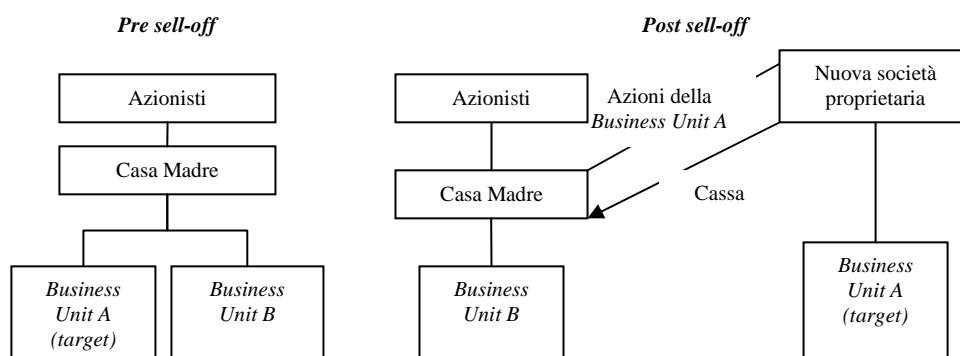 Pre sell-off
Azionisti
Casa Madre
Business
Unit A
(target)
Business
Unit B
Post sell-off
Azionisti
Azioni della
Business Unit A
Nuova società
proprietaria
Casa Madre
Cassa
Business
Unit B
Business
Unit A
(target)